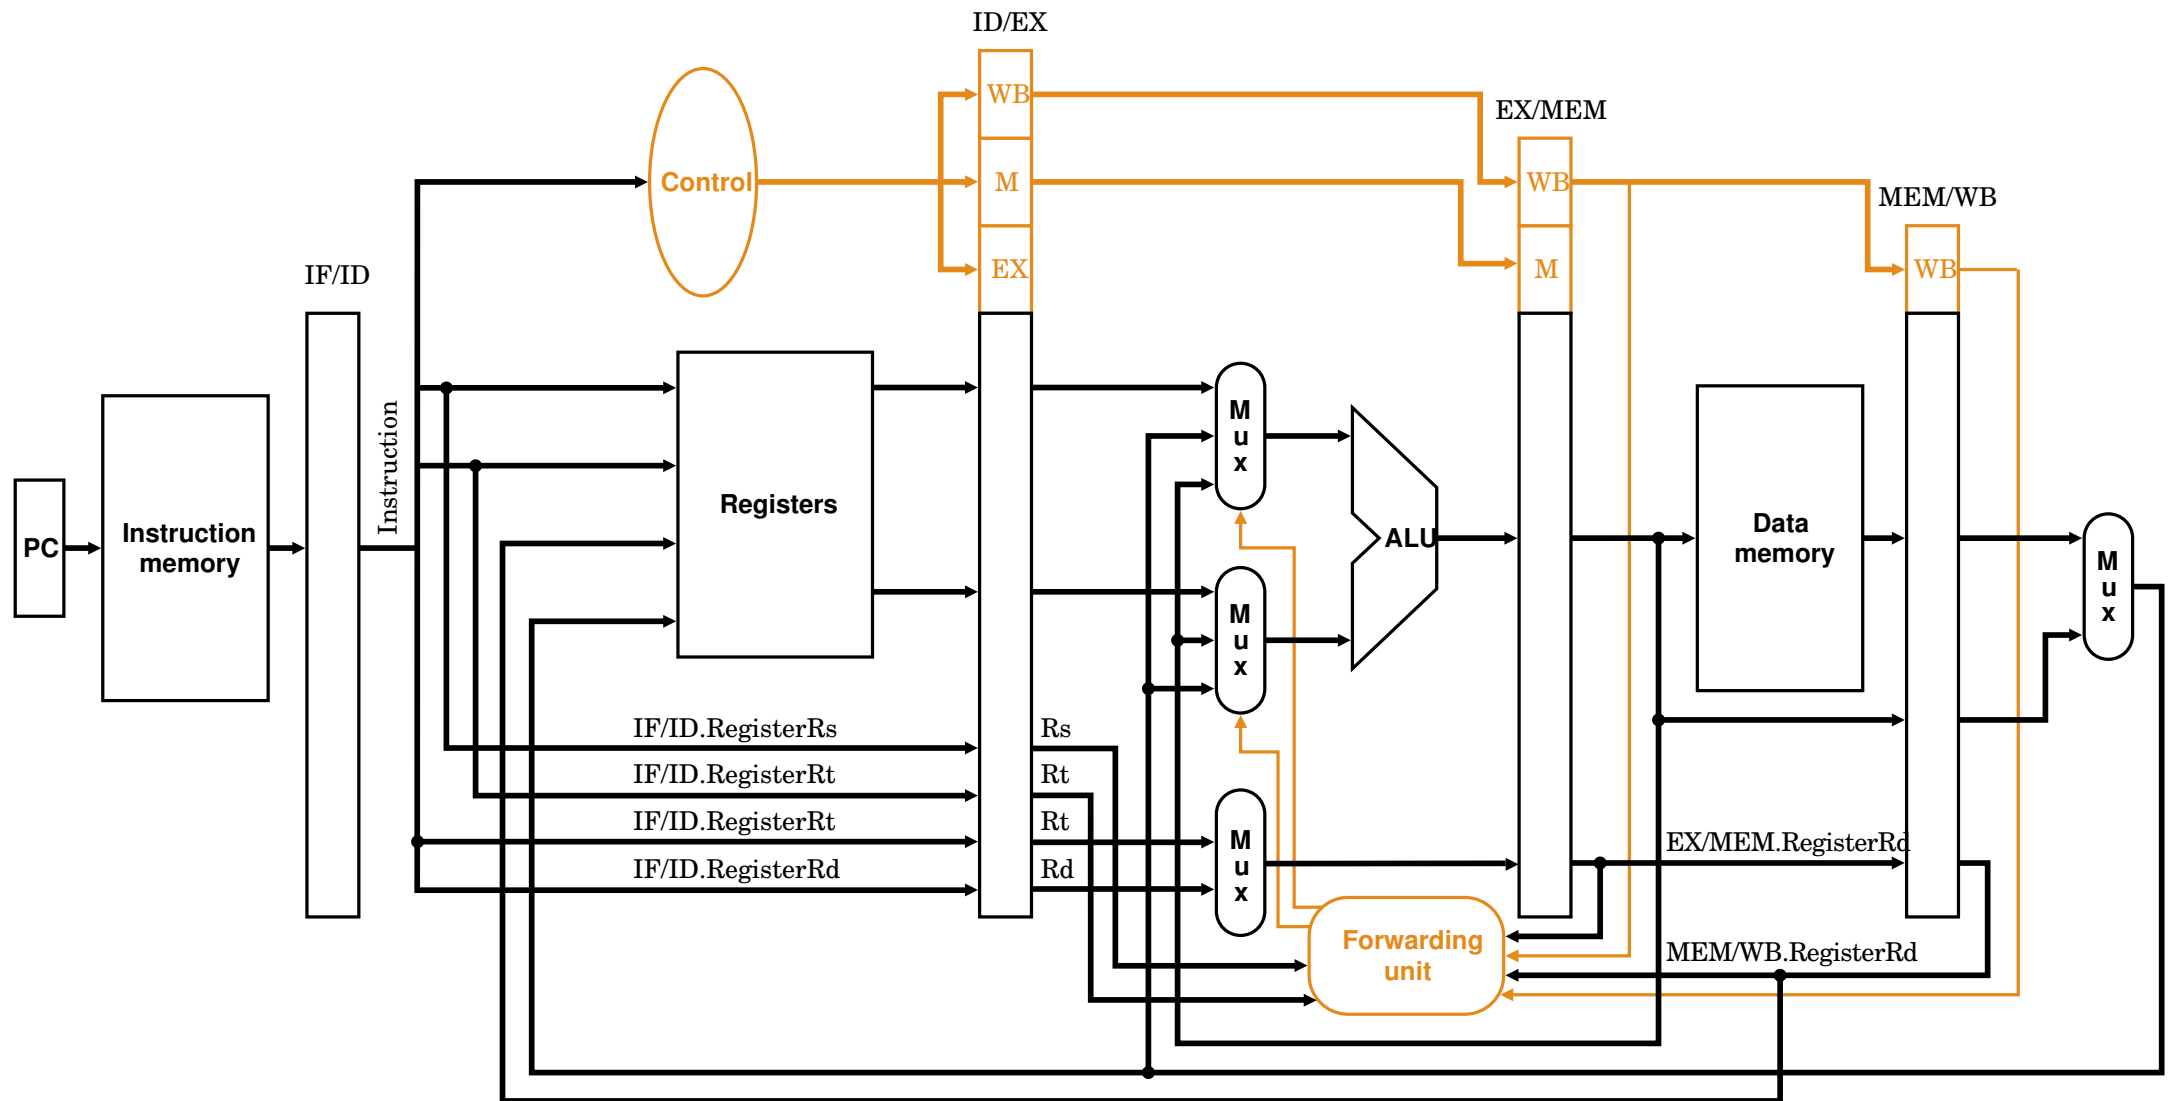 ID/EX
WB
EX/MEM
Control
M
WB
MEM/WB
IF/ID
EX
M
WB
Instruction
M
u
x
PC
Instruction
memory
Registers
ALU
Data
memory
M
u
x
M
u
x
IF/ID.RegisterRs
Rs
IF/ID.RegisterRt
Rt
IF/ID.RegisterRt
Rt
M
u
x
EX/MEM.RegisterRd
IF/ID.RegisterRd
Rd
Forwarding
unit
MEM/WB.RegisterRd